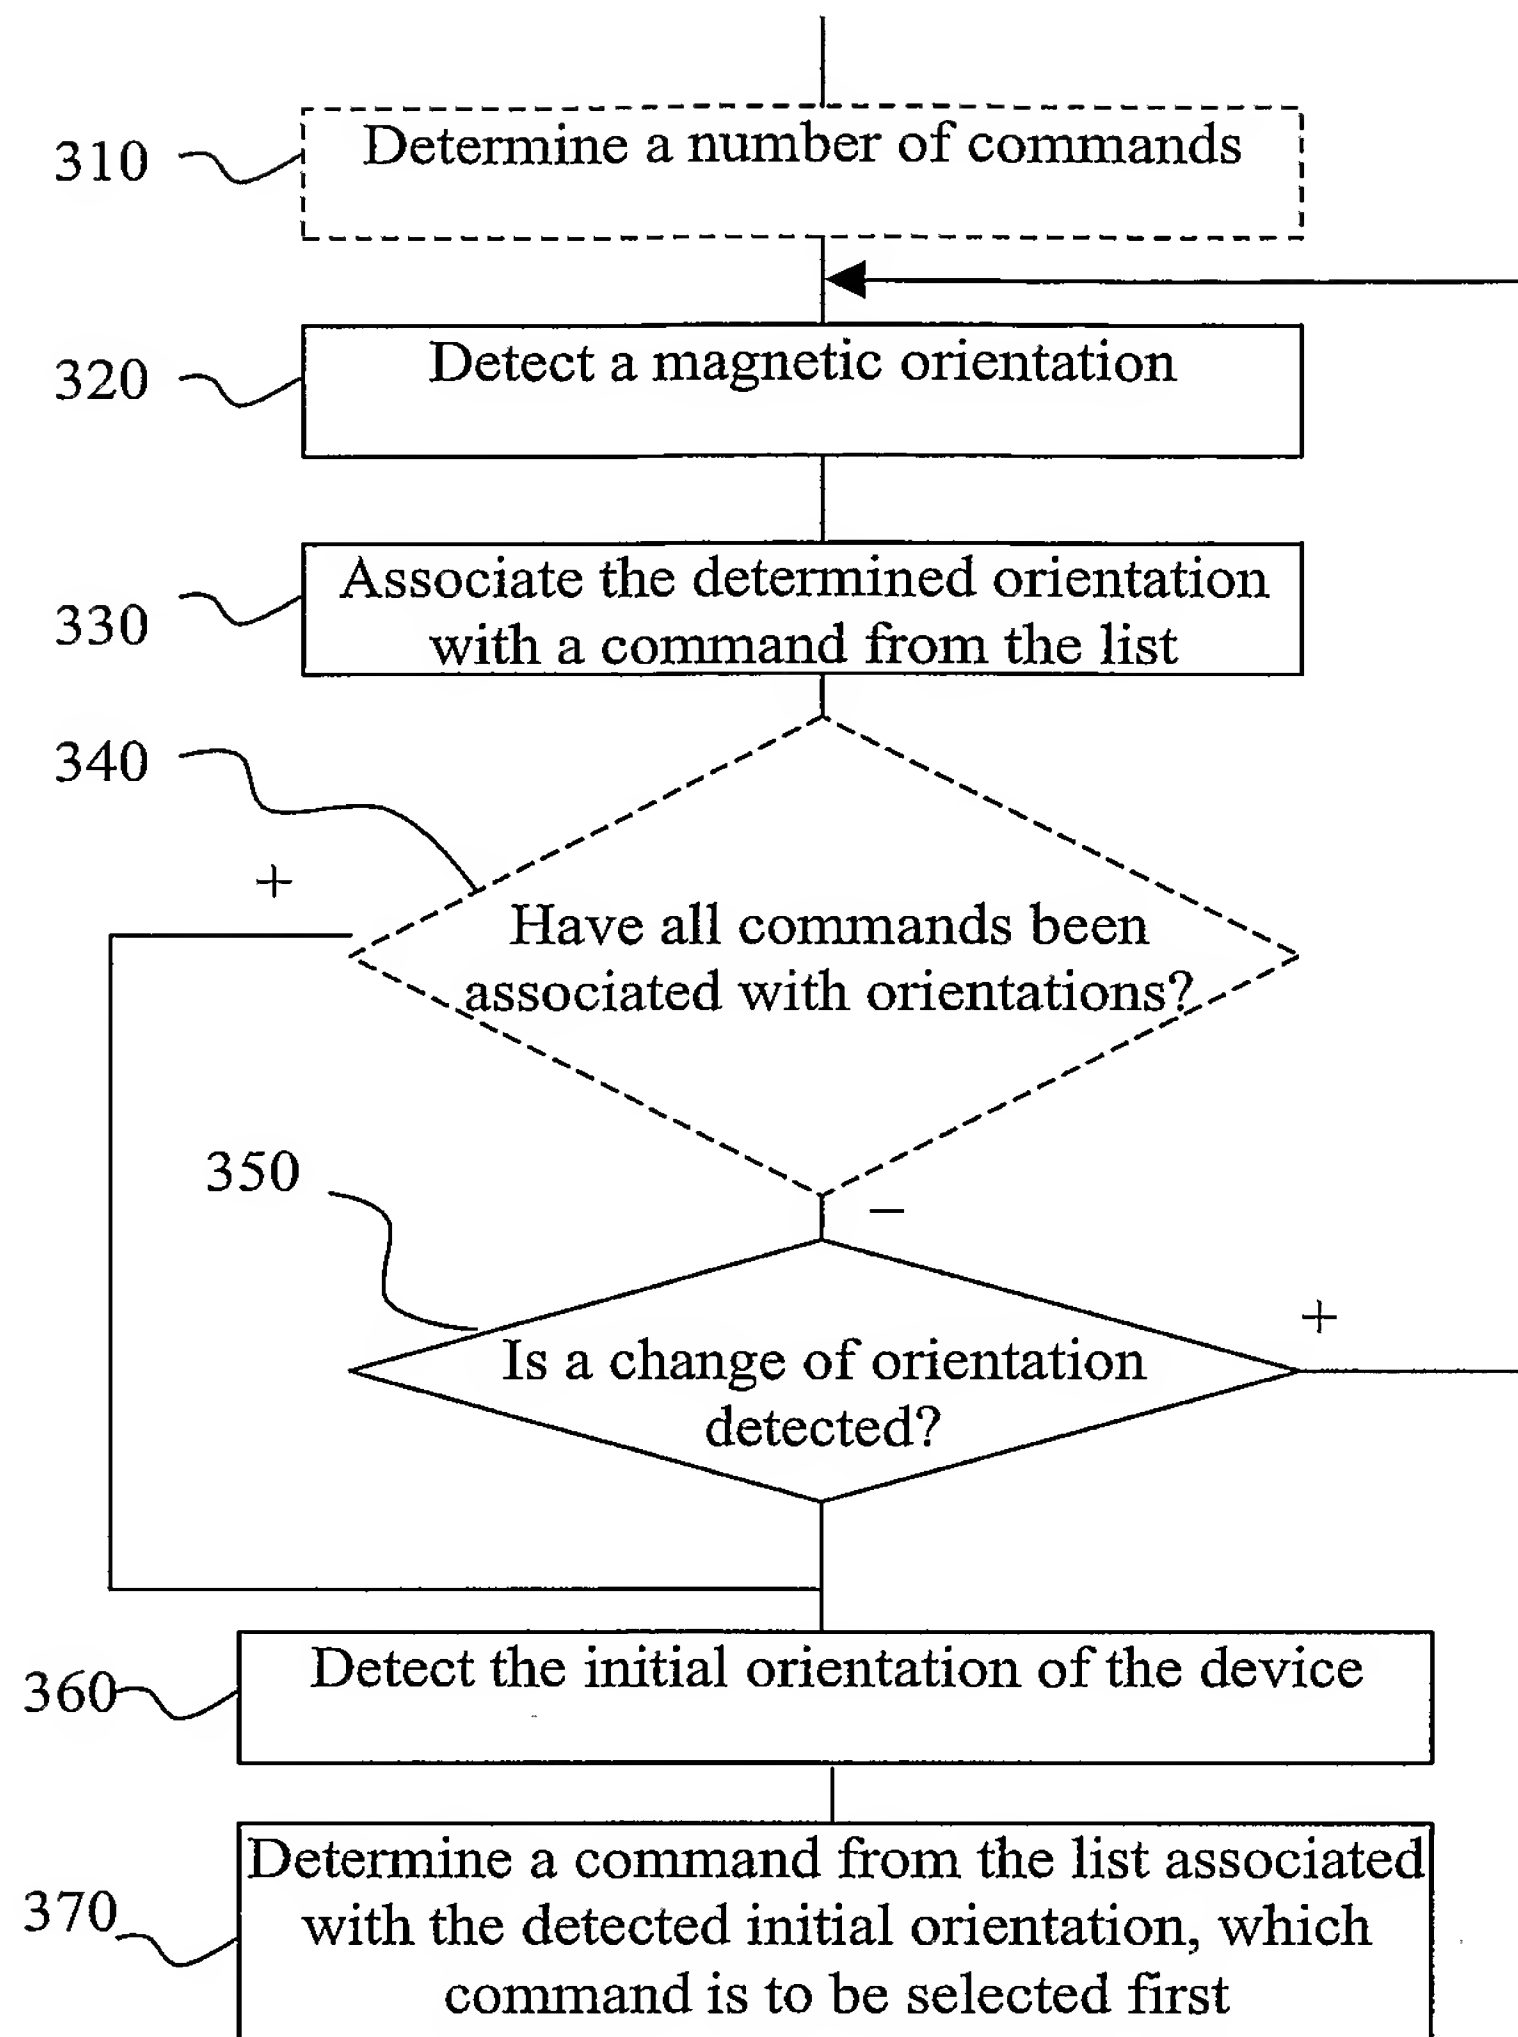 310
Determine a number of commands
320
Detect a magnetic orientation
330
Associate the determined orientation
with a command from the list
340
+
Have all commands been
associated with orientations?
350
−
+
Is a change of orientation
detected?
360
Detect the initial orientation of the device
370
Determine a command from the list associated
with the detected initial orientation, which
command is to be selected first